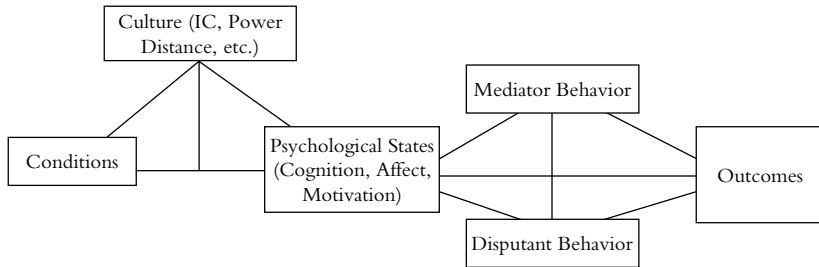 Culture (IC, Power
Distance, etc.)
Mediator Behavior
Conditions
Psychological States
(Cognition, Affect,
Motivation)
Outcomes
Disputant Behavior